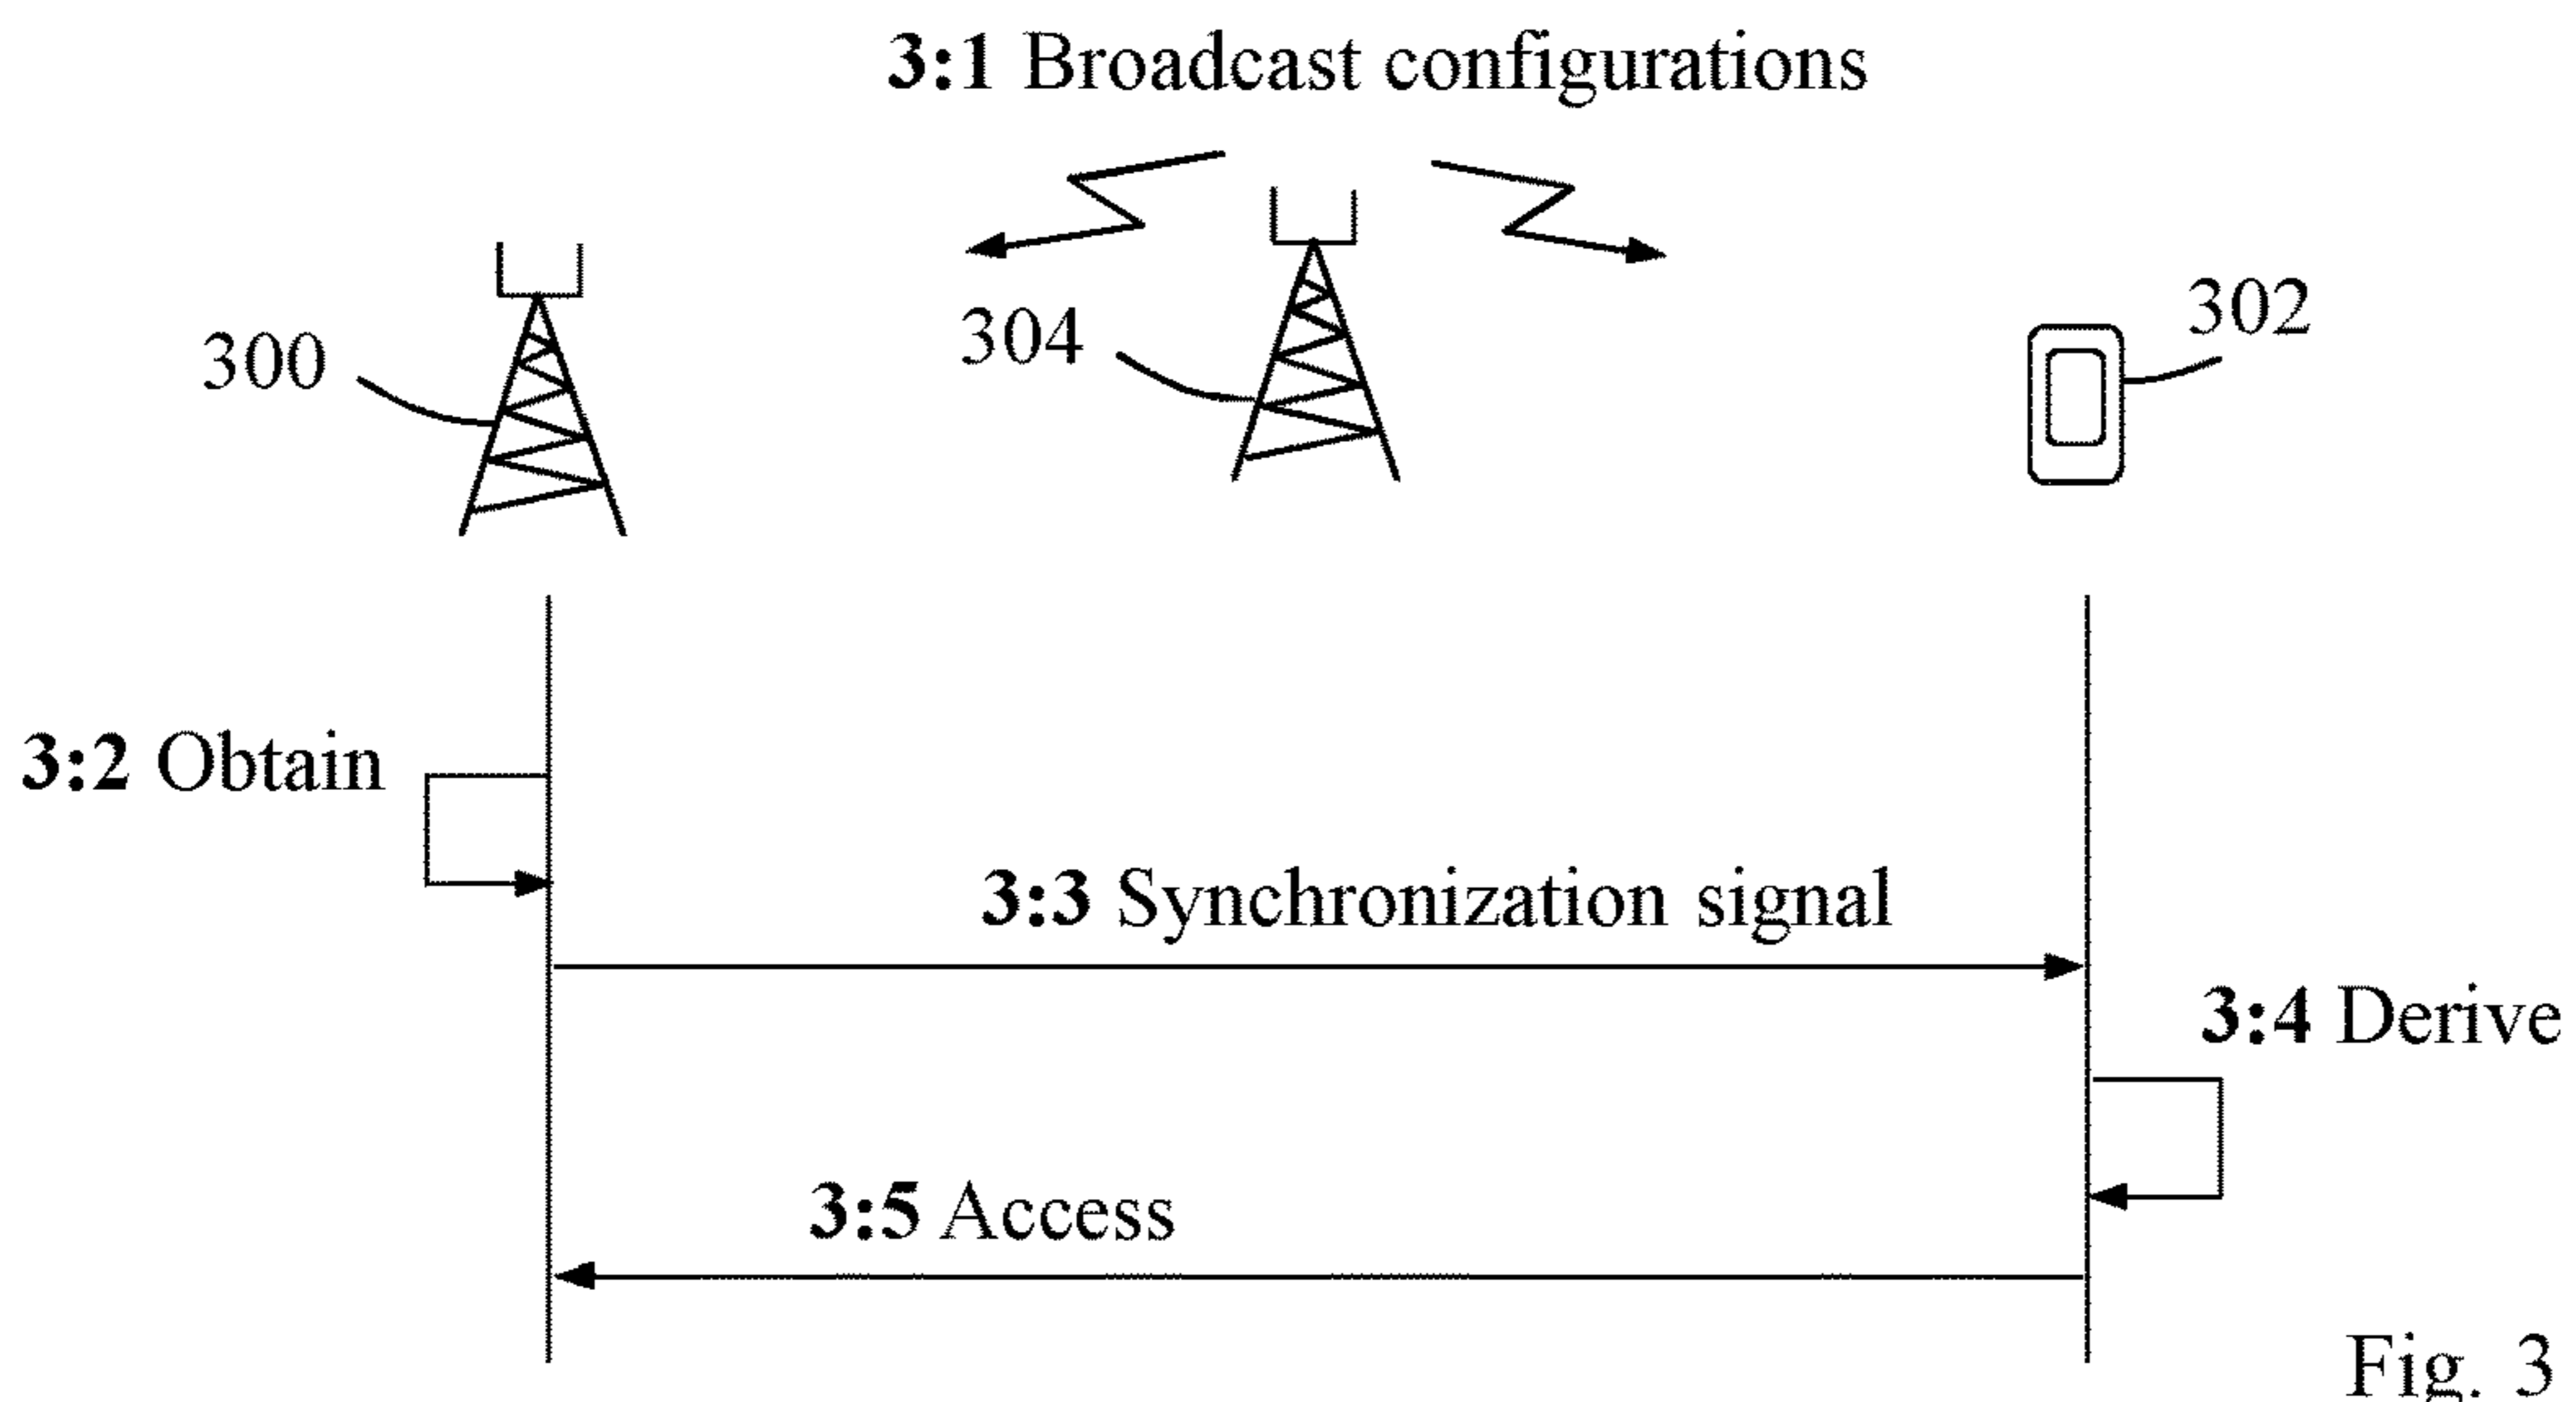 3:1 Broadcast configurations
300
304
302
3:2 Obtain
3:3 Synchronization signal
3:4 Derive
3:5 Access
Fig. 3